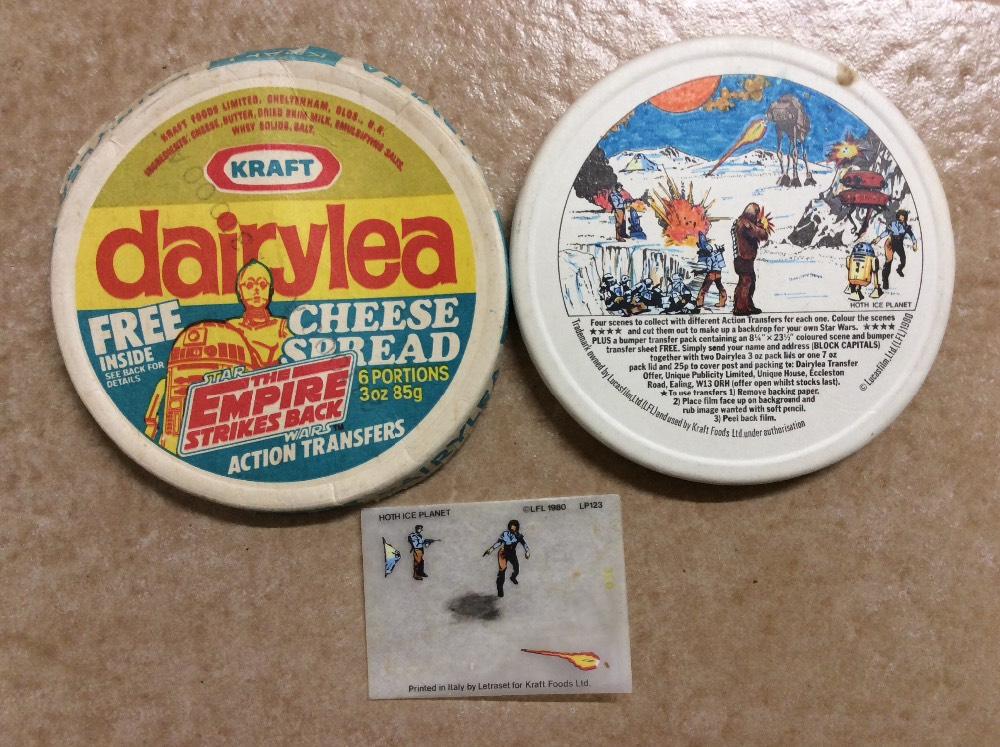 KRAFT FOODS LIMITED, CHELTENHAM, GLOS. U.K.
INGREDIENTS: CHEESE, BUTTER, DRIED SKIM MILK, EMULSIFYING SALTS,
WHEY SOLIDS, SALT.
KRAFT
dairylea
FREE
INSIDE
SEE BACK FOR
DETAILS
CHEESE
SPREAD
6 PORTIONS
3oz 85g
STAR
THE
EMPIRE
STRIKES BACK
WARS™
ACTION TRANSFERS
HOTH ICE PLANET
Four scenes to collect with different Action Transfers for each one. Colour the scenes
★★★★ and cut them out to make up a backdrop for your own Star Wars. ★★★★
PLUS a bumper transfer pack containing an 8¼" × 23½" coloured scene and bumper
transfer sheet FREE. Simply send your name and address (BLOCK CAPITALS)
together with two Dairylea 3 oz pack lids or one 7 oz
pack lid and 25p to cover post and packing to: Dairylea Transfer
Offer, Unique Publicity Limited, Unique House, Eccleston
Road, Ealing, W13 0RH (offer open whilst stocks last).
★ To use transfers 1) Remove backing paper.
2) Place film face up on background and
rub image wanted with soft pencil.
3) Peel back film.
Trademark owned by Lucasfilm, Ltd. (LFL) and used by Kraft Foods Ltd. under authorisation
© Lucasfilm, Ltd. (LFL) 1980
HOTH ICE PLANET ©LFL 1980 LP123
Printed in Italy by Letraset for Kraft Foods Ltd.